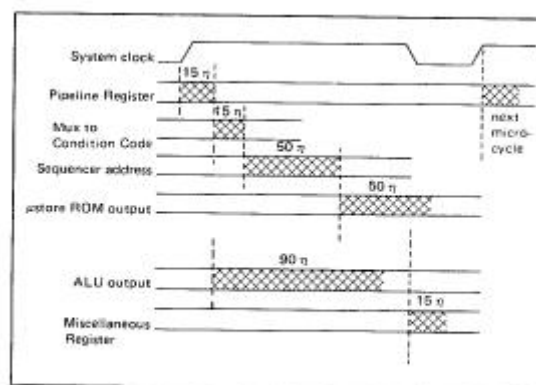 System clock
15 η
Pipeline Register
15 η
next
micro-
cycle
Mux to
Condition Code
50 η
Sequencer address
50 η
μstore ROM output
90 η
ALU output
15 η
Miscellaneous
Register